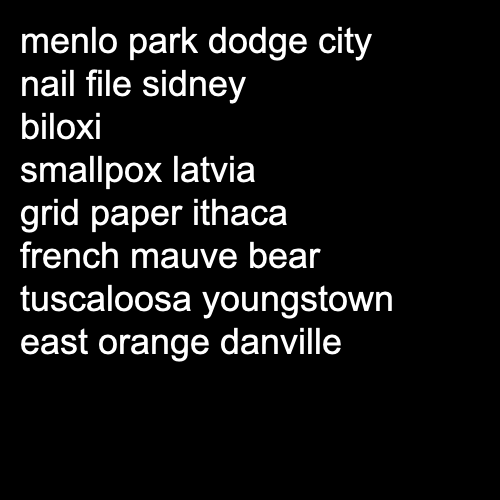 menlo park dodge city
nail file sidney
biloxi
smallpox latvia
grid paper ithaca
french mauve bear
tuscaloosa youngstown
east orange danville